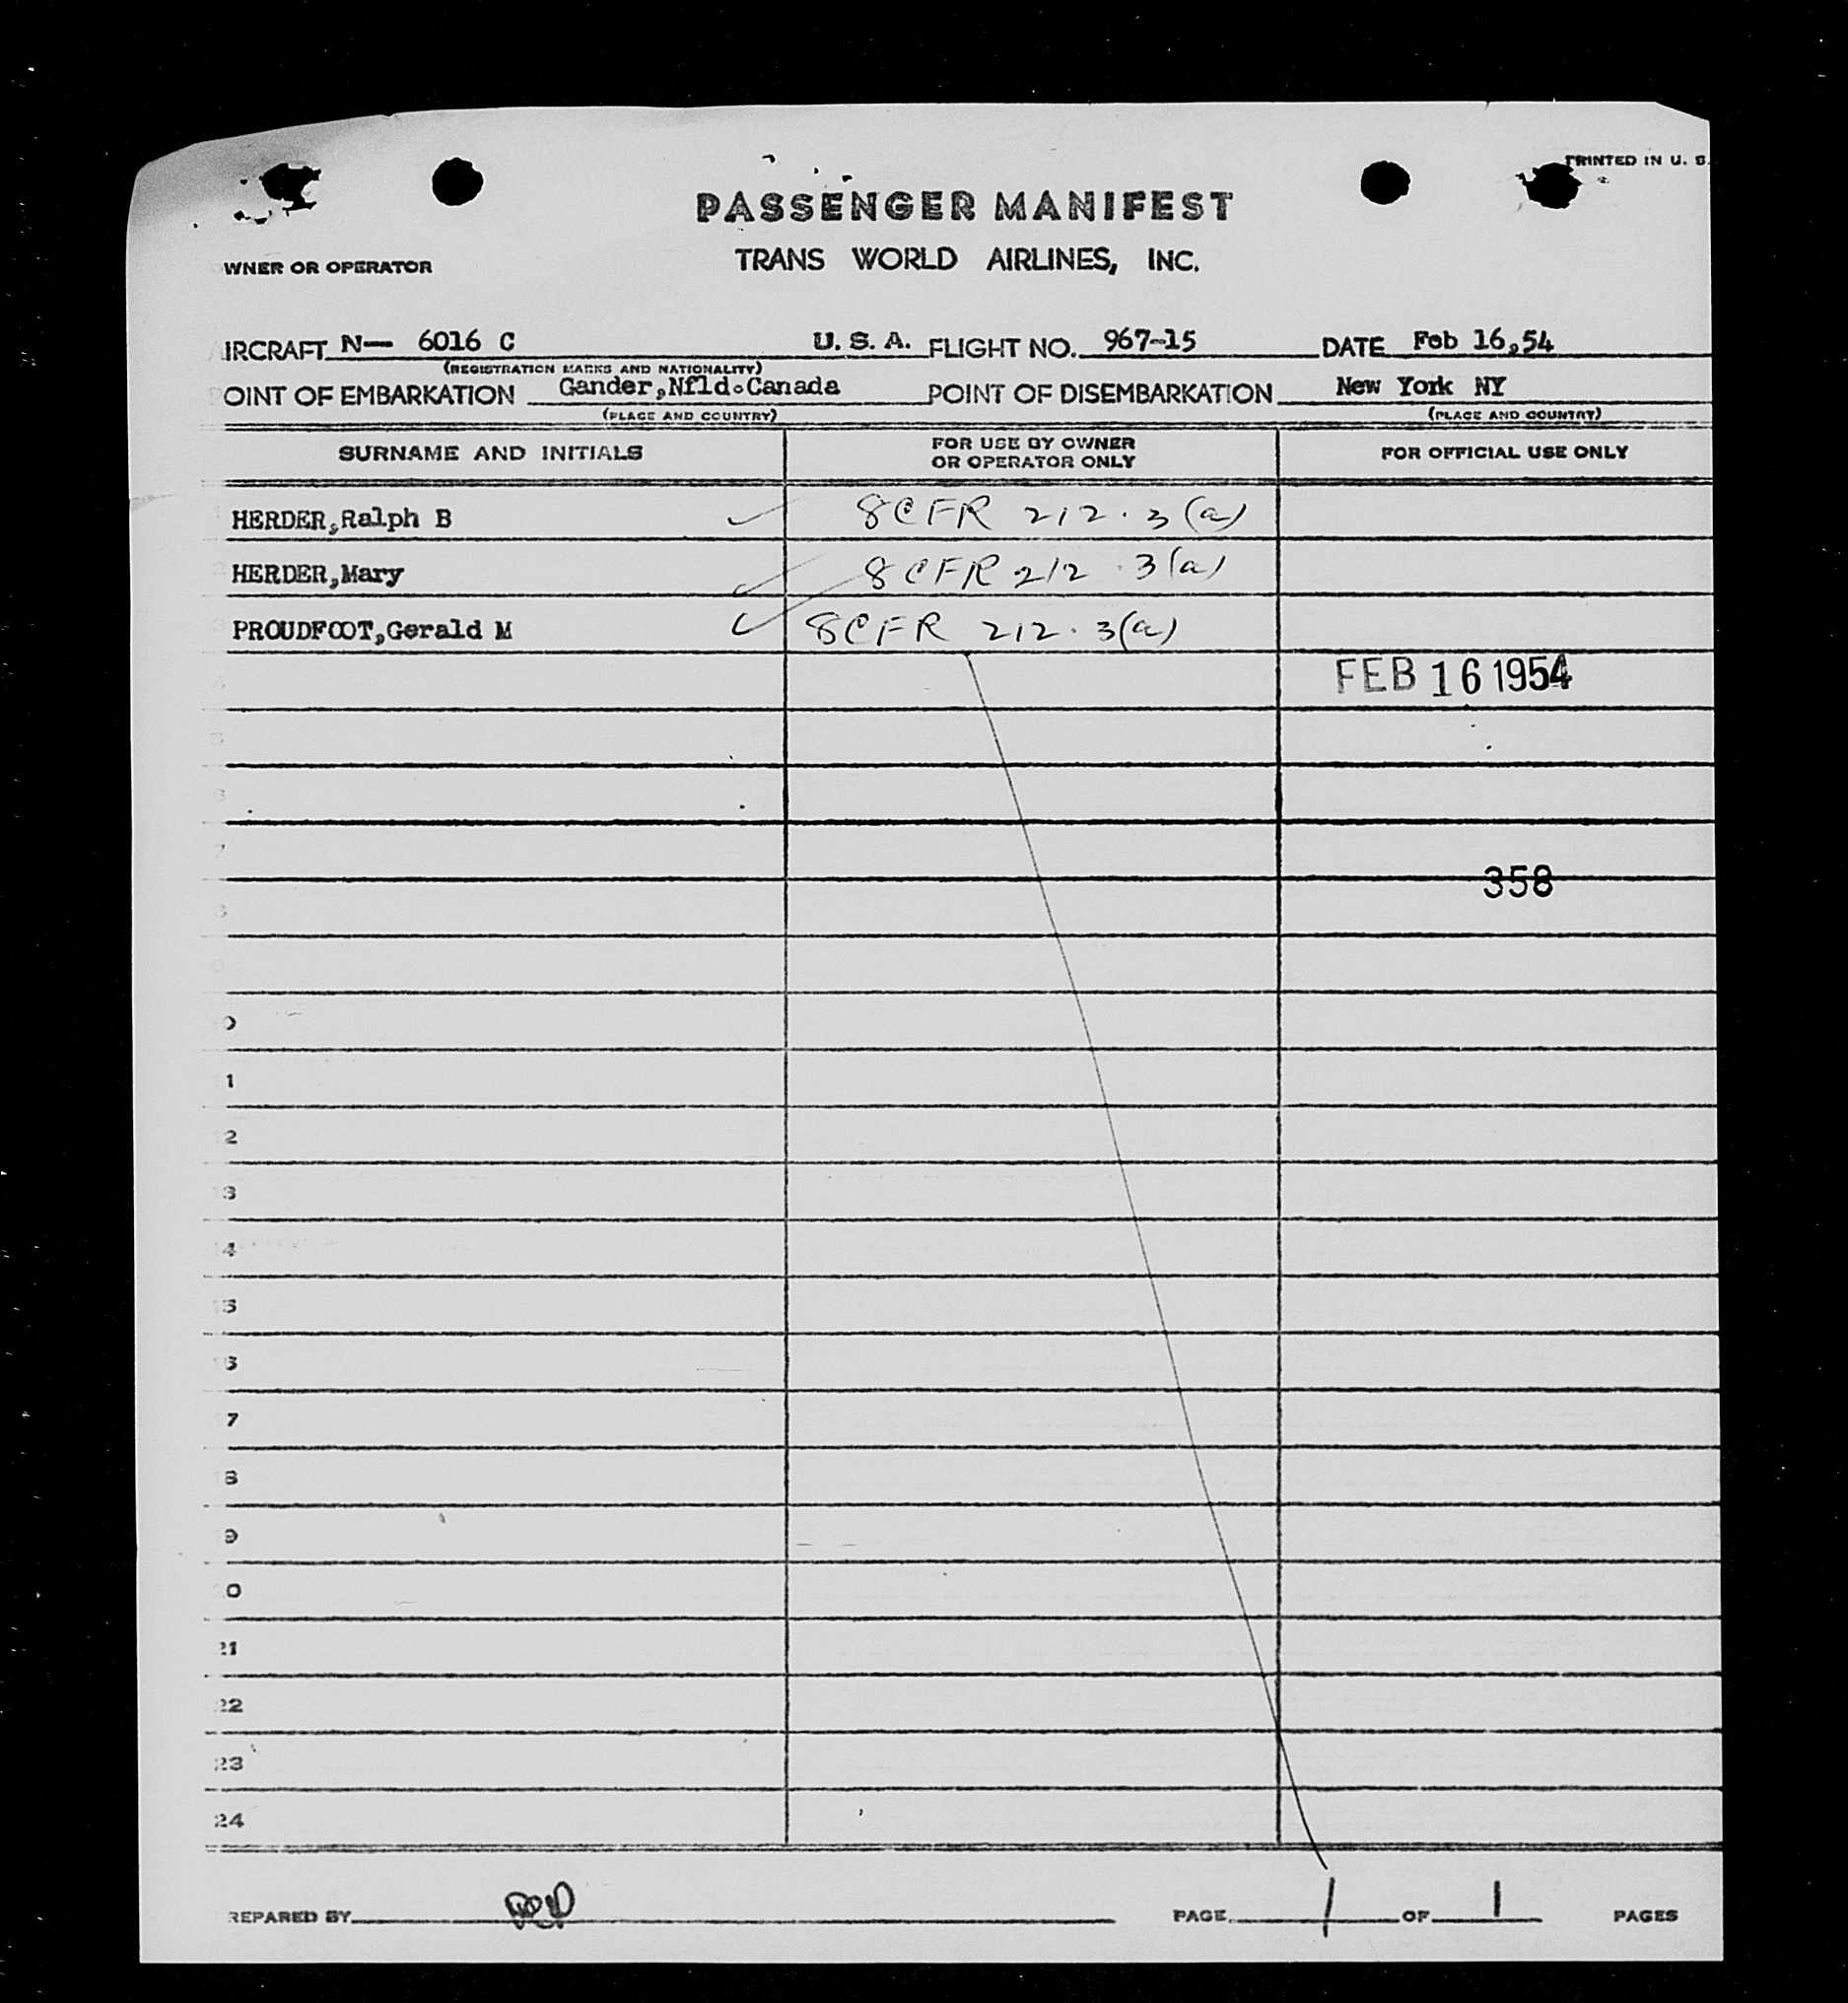 PRINTED IN U. S.
PASSENGER MANIFEST
WNER OR OPERATOR
TRANS WORLD AIRLINES, INC.
IRCRAFT N— 6016 C U. S. A. FLIGHT NO. 967-15 DATE Feb 16,54
(REGISTRATION MARKS AND NATIONALITY)
OINT OF EMBARKATION Gander,Nfld.Canada POINT OF DISEMBARKATION New York NY
(PLACE AND COUNTRY) (PLACE AND COUNTRY)
SURNAME AND INITIALS FOR USE BY OWNER OR OPERATOR ONLY FOR OFFICIAL USE ONLY
HERDER,Ralph B 8CFR 212.3(a)
HERDER,Mary 8CFR 212.3(a)
PROUDFOOT,Gerald M 8CFR 212.3(a)
FEB 16 1954
7
358
0
1
2
3
4
5
6
7
8
9
0
21
22
23
24
REPARED BY PAGE 1 OF 1 PAGES